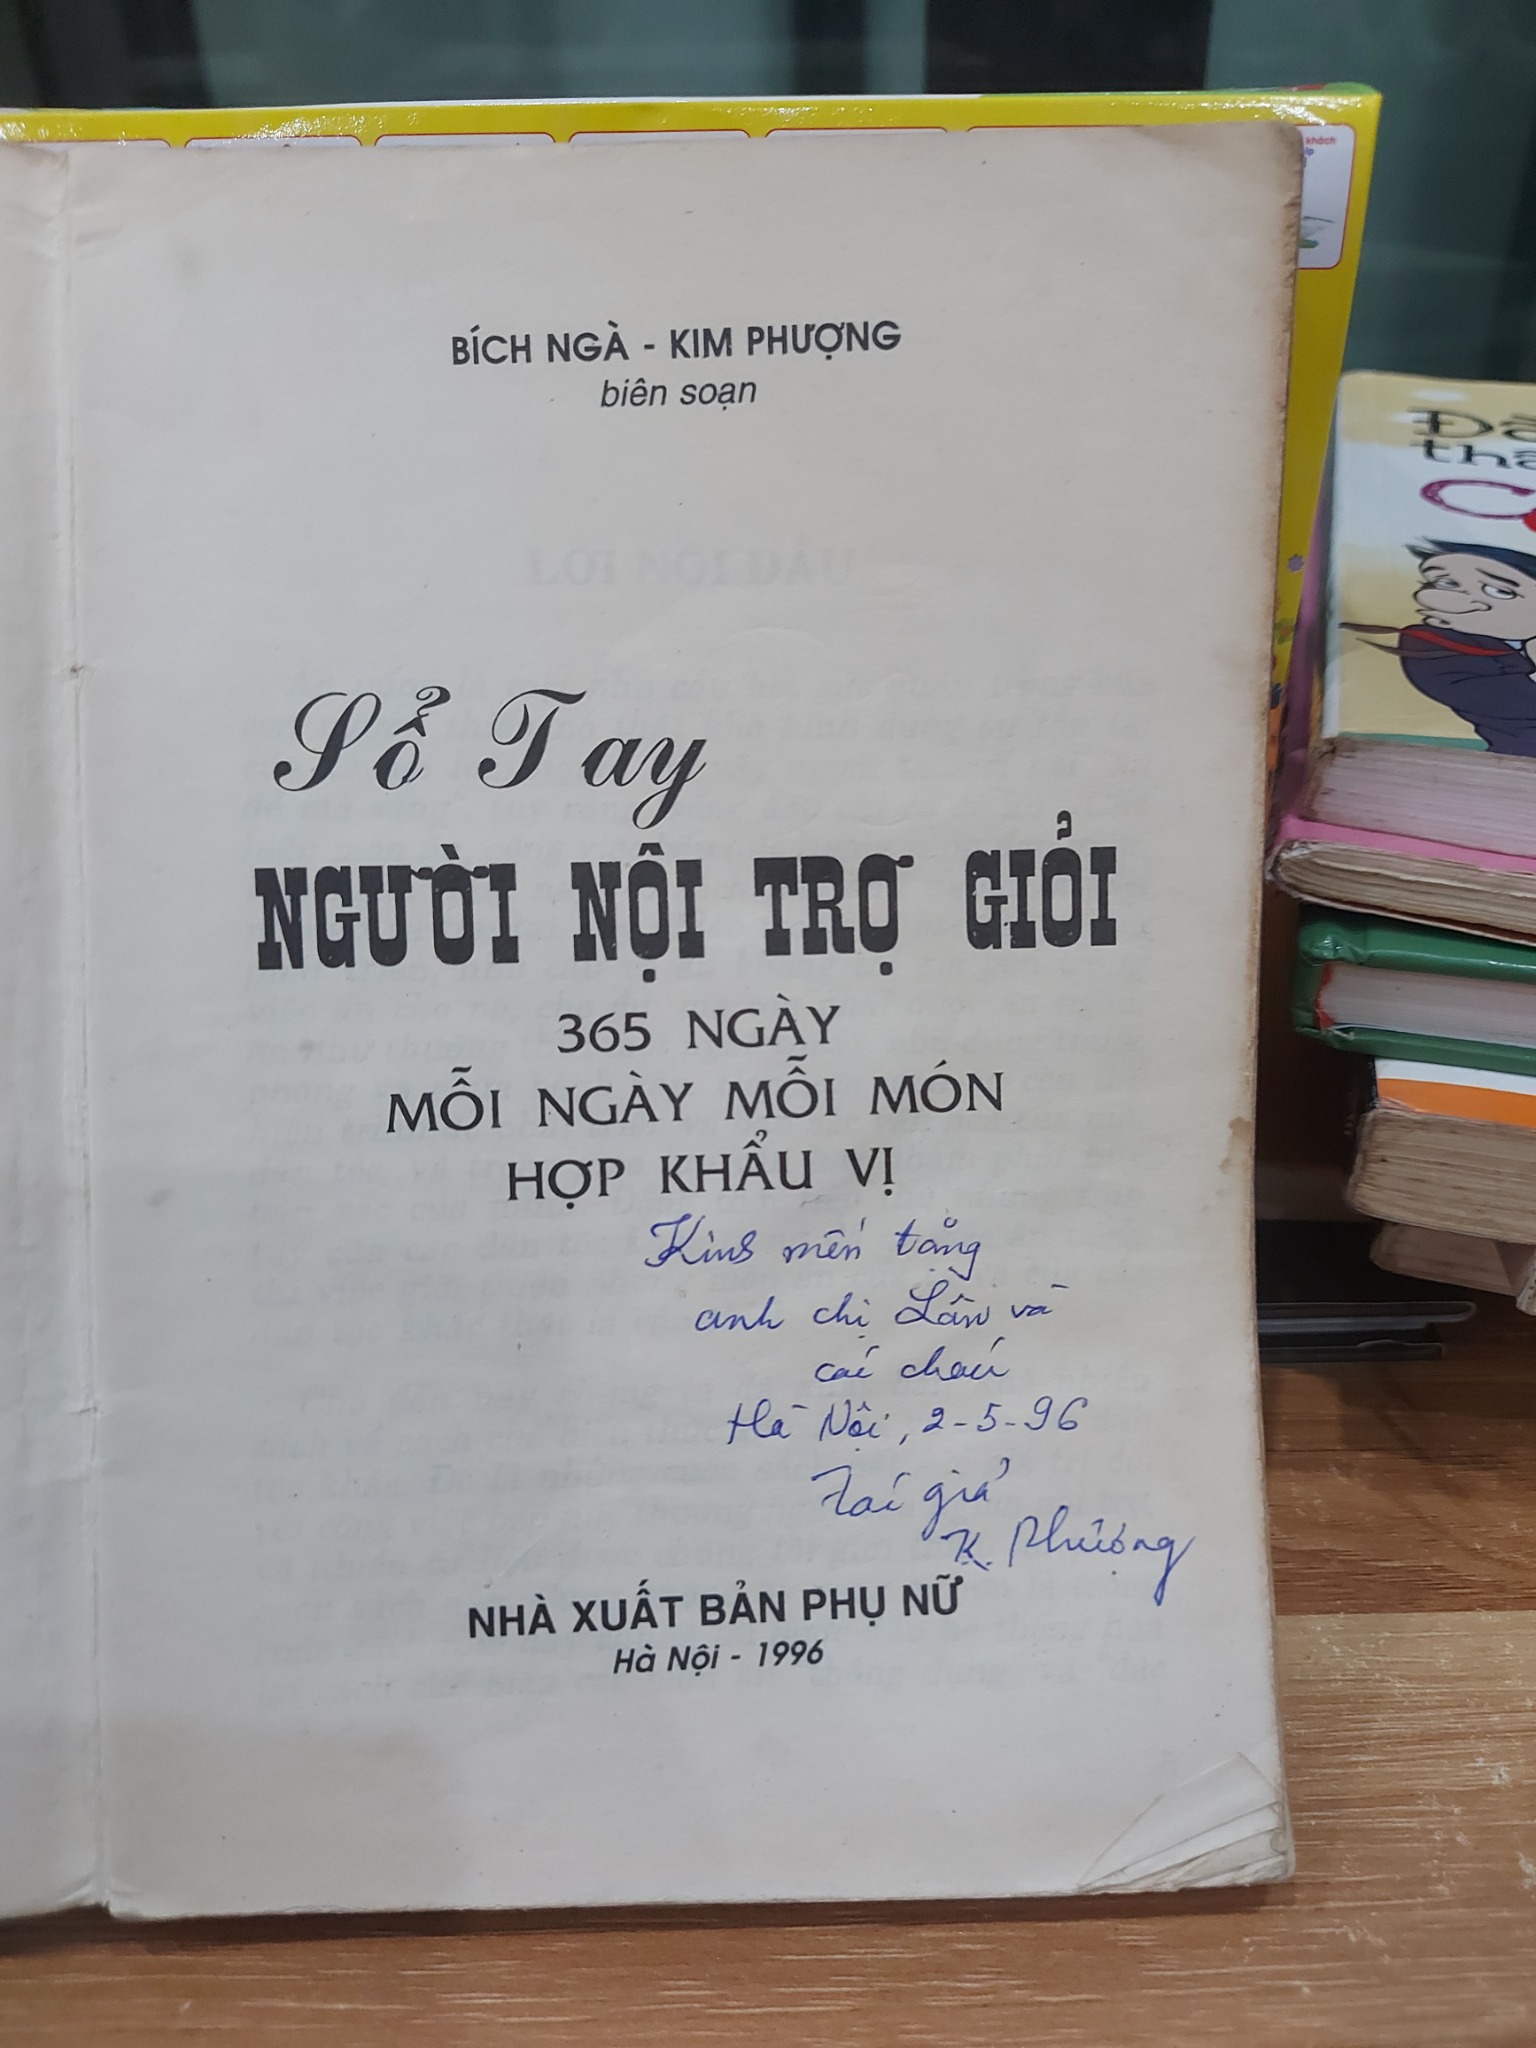 BÍCH NGÀ - KIM PHƯỢNG
biên soạn
Sổ Tay
NGƯỜI NỘI TRỢ GIỎI
365 NGÀY
MỖI NGÀY MỖI MÓN
HỢP KHẨU VỊ
Kính mến tặng
anh chị Lân và
các cháu
Hà Nội, 2-5-96
Tác giả
K. Phượng
NHÀ XUẤT BẢN PHỤ NỮ
Hà Nội - 1996
khách